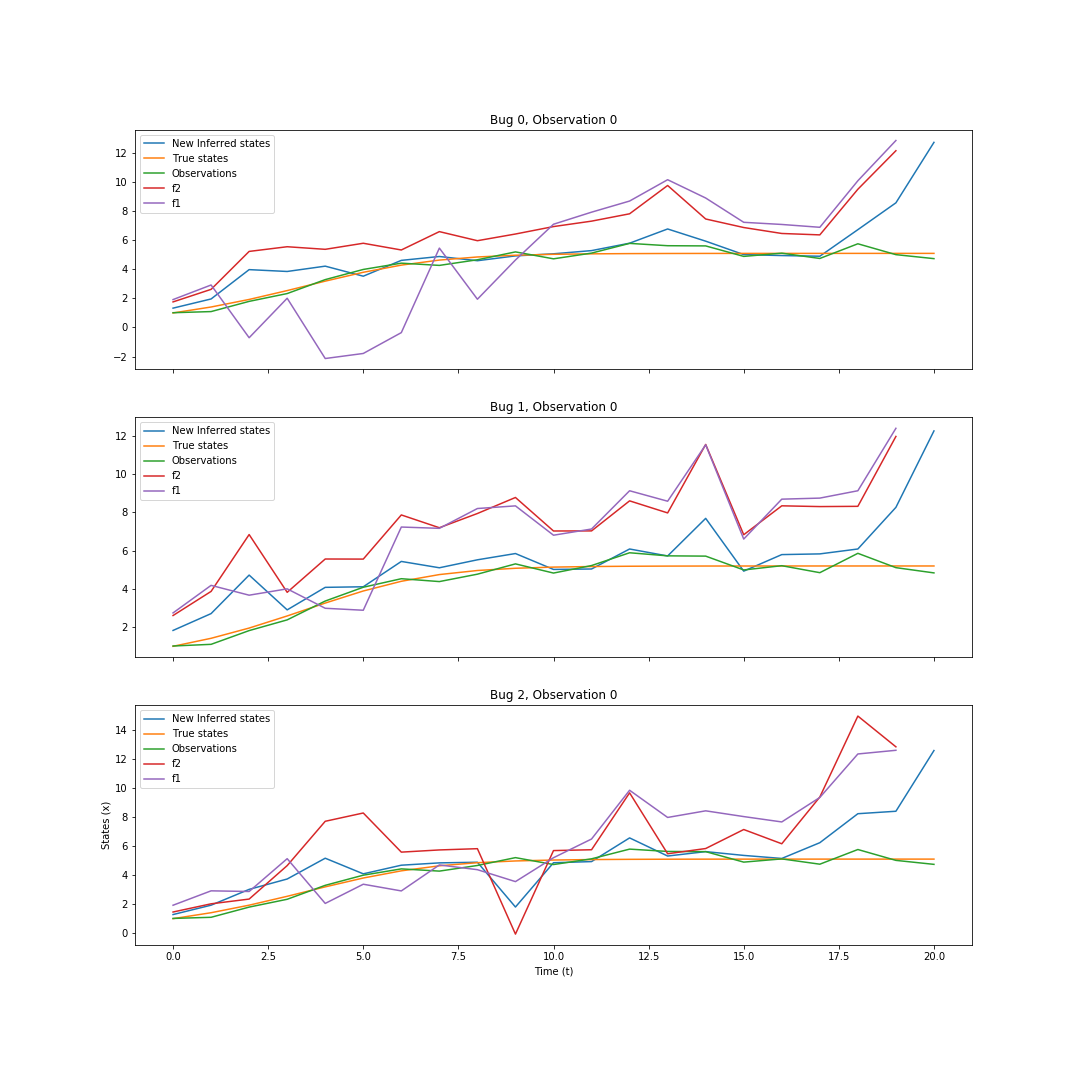 Bug 0, Observation 0
New Inferred states
True states
Observations
f2
f1
12
10
8
6
4
2
0
−2
Bug 1, Observation 0
New Inferred states
True states
Observations
f2
f1
12
10
8
6
4
2
Bug 2, Observation 0
New Inferred states
True states
Observations
f2
f1
14
12
10
8
6
4
2
0
States (x)
0.0 2.5 5.0 7.5 10.0 12.5 15.0 17.5 20.0
Time (t)